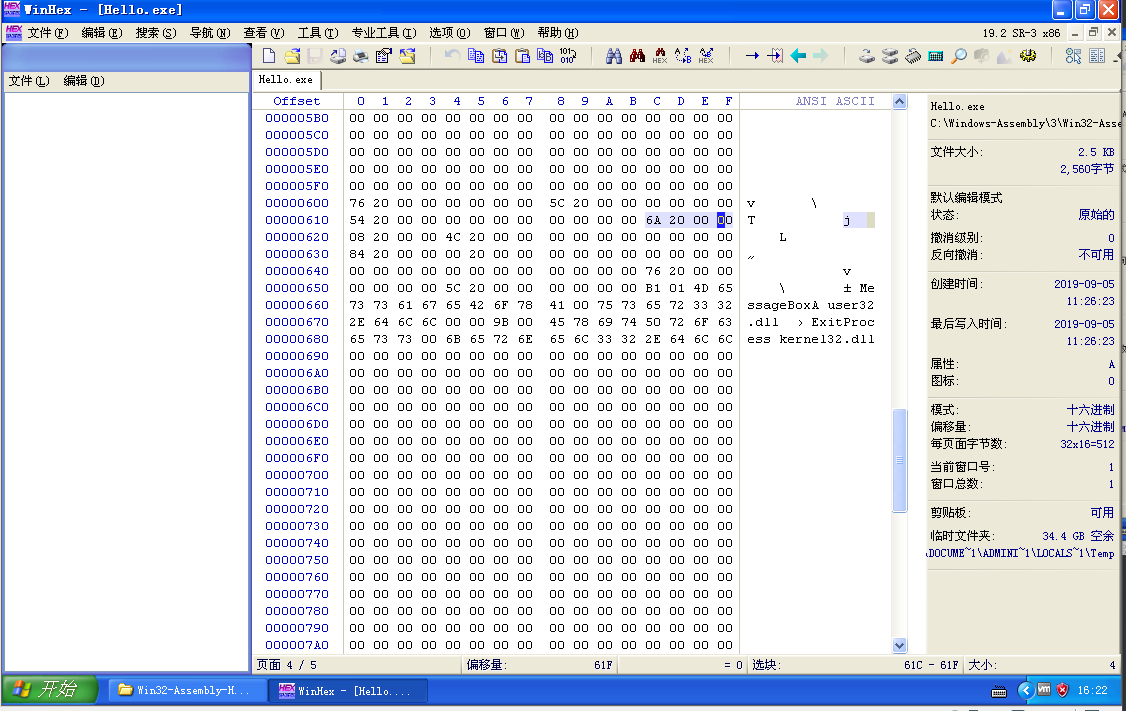 WinHex - [Hello.exe]
文件(F) 编辑(E) 搜索(S) 导航(N) 查看(V) 工具(T) 专业工具(I) 选项(O) 窗口(W) 帮助(H) 19.2 SR-3 x86
文件(L) 编辑(D)
Hello.exe
Offset 0 1 2 3 4 5 6 7 8 9 A B C D E F ANSI ASCII
000005B0 00 00 00 00 00 00 00 00 00 00 00 00 00 00 00 00
000005C0 00 00 00 00 00 00 00 00 00 00 00 00 00 00 00 00
000005D0 00 00 00 00 00 00 00 00 00 00 00 00 00 00 00 00
000005E0 00 00 00 00 00 00 00 00 00 00 00 00 00 00 00 00
000005F0 00 00 00 00 00 00 00 00 00 00 00 00 00 00 00 00
00000600 76 20 00 00 00 00 00 00 5C 20 00 00 00 00 00 00 v \
00000610 54 20 00 00 00 00 00 00 00 00 00 00 6A 20 00 00 T j
00000620 08 20 00 00 4C 20 00 00 00 00 00 00 00 00 00 00 L
00000630 84 20 00 00 00 20 00 00 00 00 00 00 00 00 00 00 „
00000640 00 00 00 00 00 00 00 00 00 00 00 00 76 20 00 00 v
00000650 00 00 00 00 5C 20 00 00 00 00 00 00 B1 01 4D 65 \ ± Me
00000660 73 73 61 67 65 42 6F 78 41 00 75 73 65 72 33 32 ssageBoxA user32
00000670 2E 64 6C 6C 00 00 9B 00 45 78 69 74 50 72 6F 63 .dll › ExitProc
00000680 65 73 73 00 6B 65 72 6E 65 6C 33 32 2E 64 6C 6C ess kernel32.dll
00000690 00 00 00 00 00 00 00 00 00 00 00 00 00 00 00 00
000006A0 00 00 00 00 00 00 00 00 00 00 00 00 00 00 00 00
000006B0 00 00 00 00 00 00 00 00 00 00 00 00 00 00 00 00
000006C0 00 00 00 00 00 00 00 00 00 00 00 00 00 00 00 00
000006D0 00 00 00 00 00 00 00 00 00 00 00 00 00 00 00 00
000006E0 00 00 00 00 00 00 00 00 00 00 00 00 00 00 00 00
000006F0 00 00 00 00 00 00 00 00 00 00 00 00 00 00 00 00
00000700 00 00 00 00 00 00 00 00 00 00 00 00 00 00 00 00
00000710 00 00 00 00 00 00 00 00 00 00 00 00 00 00 00 00
00000720 00 00 00 00 00 00 00 00 00 00 00 00 00 00 00 00
00000730 00 00 00 00 00 00 00 00 00 00 00 00 00 00 00 00
00000740 00 00 00 00 00 00 00 00 00 00 00 00 00 00 00 00
00000750 00 00 00 00 00 00 00 00 00 00 00 00 00 00 00 00
00000760 00 00 00 00 00 00 00 00 00 00 00 00 00 00 00 00
00000770 00 00 00 00 00 00 00 00 00 00 00 00 00 00 00 00
00000780 00 00 00 00 00 00 00 00 00 00 00 00 00 00 00 00
00000790 00 00 00 00 00 00 00 00 00 00 00 00 00 00 00 00
000007A0 00 00 00 00 00 00 00 00 00 00 00 00 00 00 00 00
Hello.exe
C:\Windows-Assembly\3\Win32-Asse
文件大小: 2.5 KB
2,560字节
默认编辑模式
状态: 原始的
撤消级别: 0
反向撤消: 不可用
创建时间: 2019-09-05
11:26:23
最后写入时间: 2019-09-05
11:26:23
属性: A
图标: 0
模式: 十六进制
偏移量: 十六进制
每页面字节数: 32x16=512
当前窗口号: 1
窗口总数: 1
剪贴板: 可用
临时文件夹: 34.4 GB 空余
\DOCUME~1\ADMINI~1\LOCALS~1\Temp
页面 4 / 5 偏移量: 61F = 0 选块: 61C - 61F 大小: 4
开始 Win32-Assembly-H... WinHex - [Hello.... 16:22